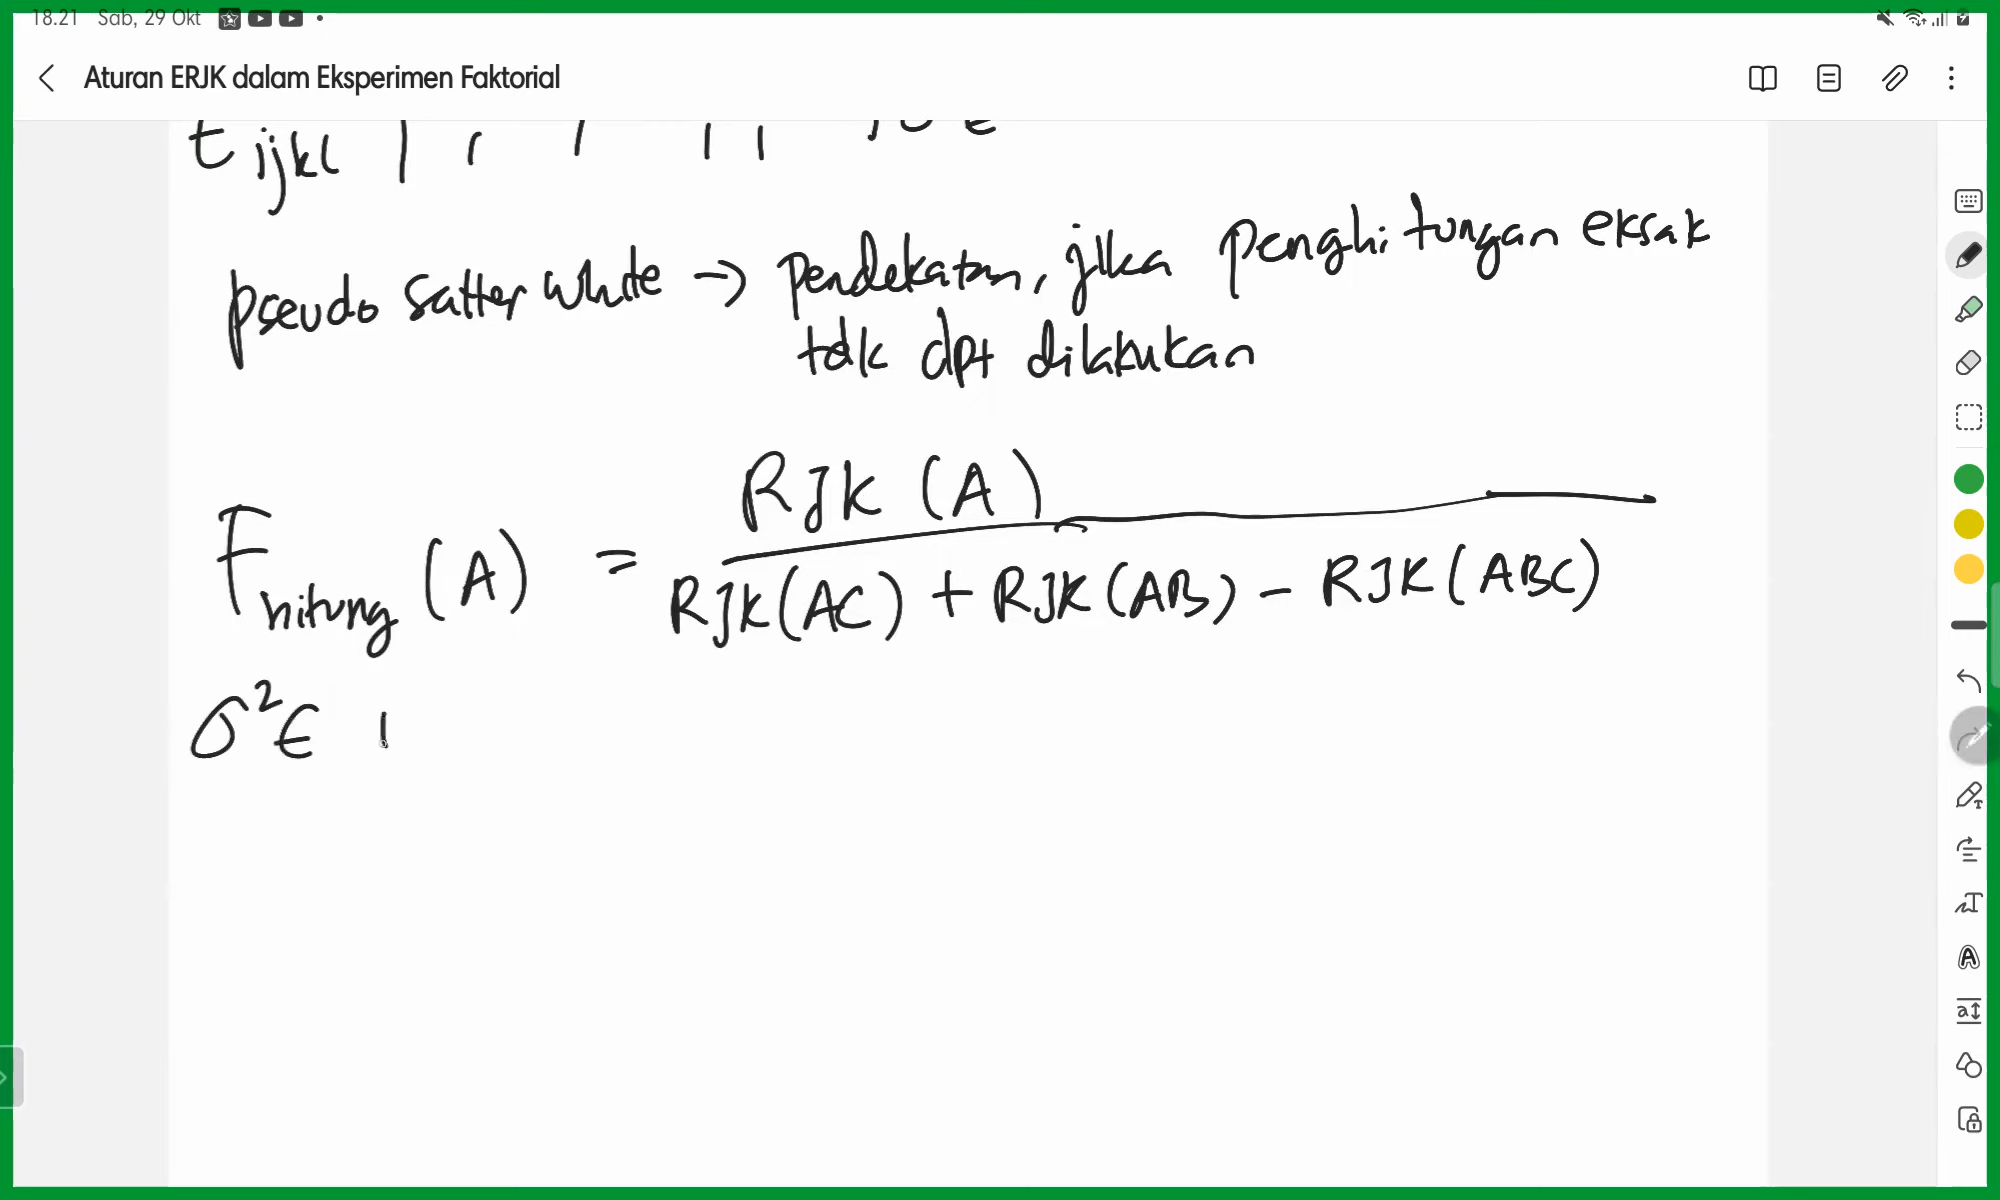 18.21 Sab, 29 Okt
Aturan ERJK dalam Eksperimen Faktorial
ϵ ijkl
pseudo satter white → pendekatan, jika penghitungan eksak
tdk dpt dilakukan
F hitung (A) = RJK (A) / RJK(AC) + RJK(AB) - RJK(ABC)
σ²ϵ